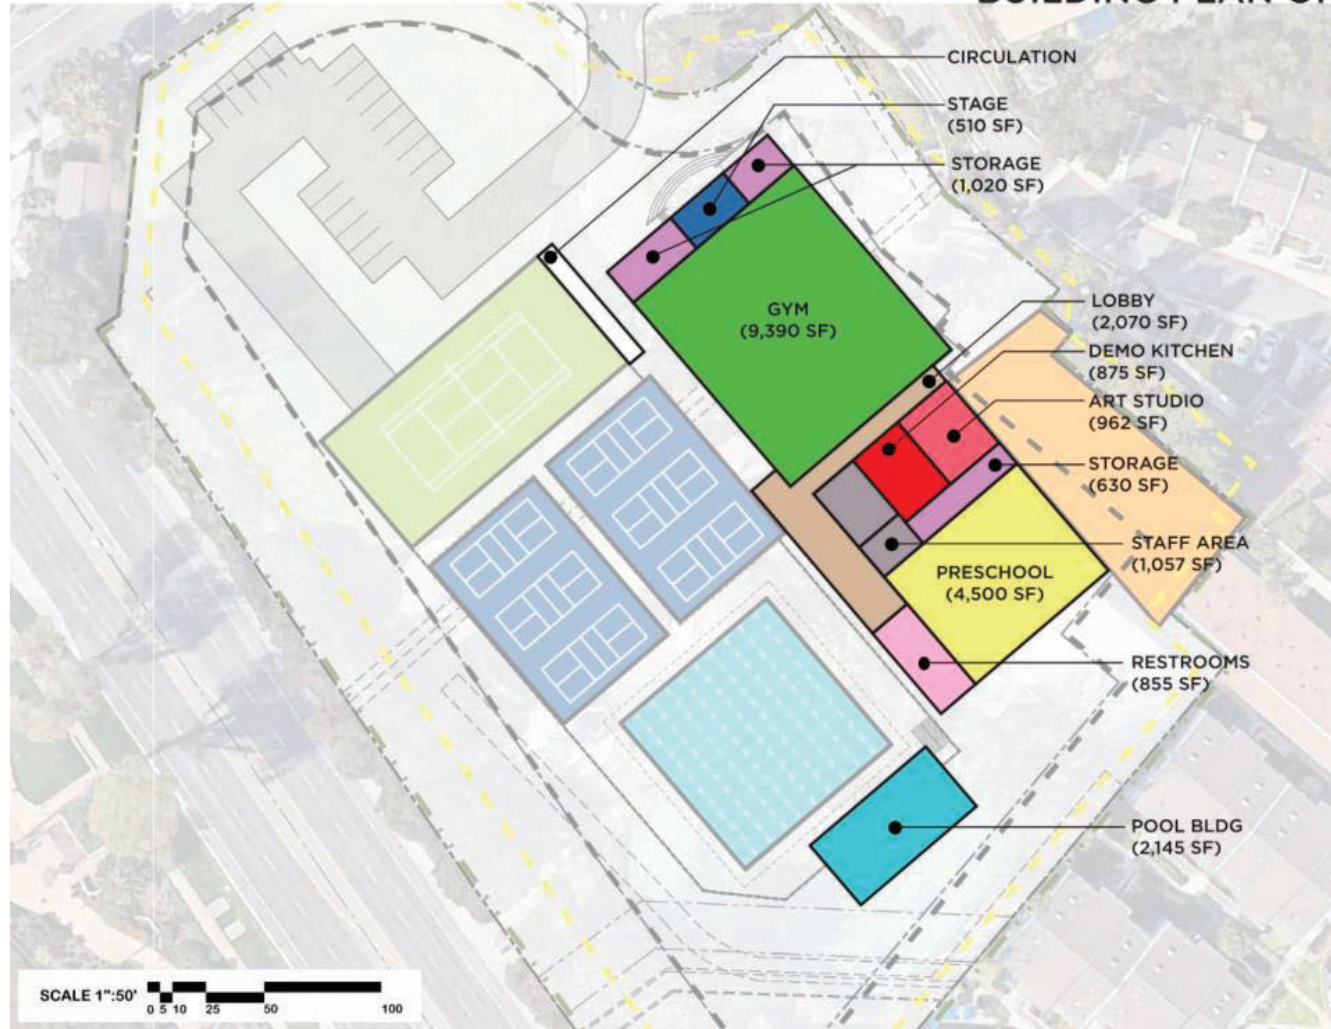 CIRCULATION
STAGE
(510 SF)
STORAGE
(1,020 SF)
GYM
(9,390 SF)
LOBBY
(2,070 SF)
DEMO KITCHEN
(875 SF)
ART STUDIO
(962 SF)
STORAGE
(630 SF)
STAFF AREA
(1,057 SF)
PRESCHOOL
(4,500 SF)
RESTROOMS
(855 SF)
POOL BLDG
(2,145 SF)
SCALE 1":50'
0 5 10 25 50 100